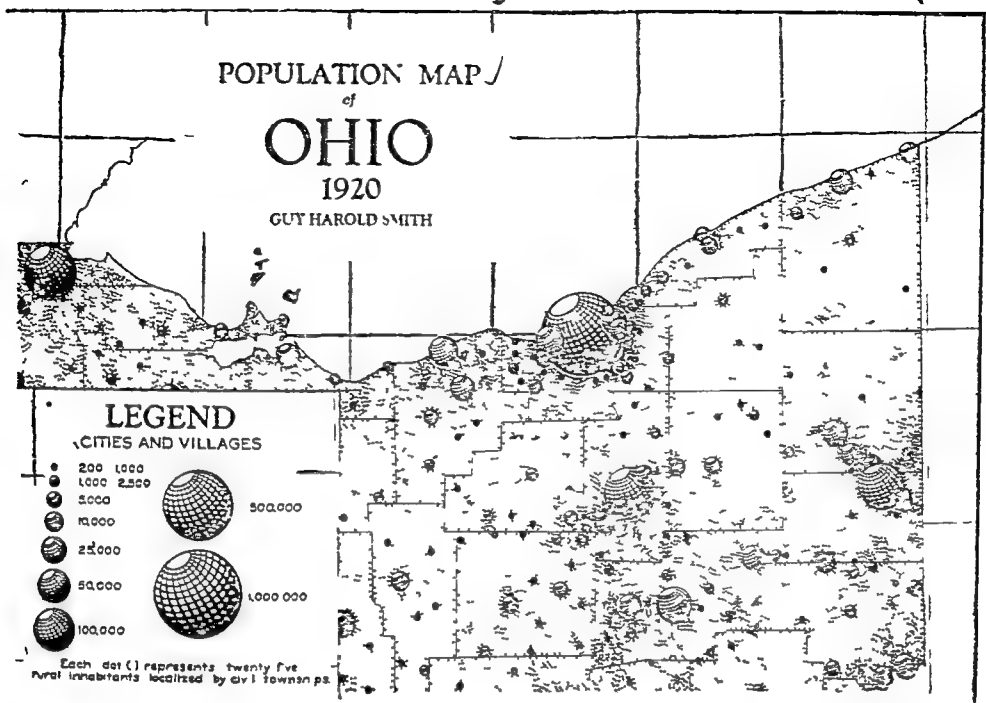 POPULATION MAP
of
OHIO
1920
GUY HAROLD SMITH
LEGEND
CITIES AND VILLAGES
200 1,000
1,000 2,500
5,000
10,000
25,000
50,000
100,000
500,000
1,000 000
Each dot ( ) represents twenty five
rural inhabitants localized by civil townships.